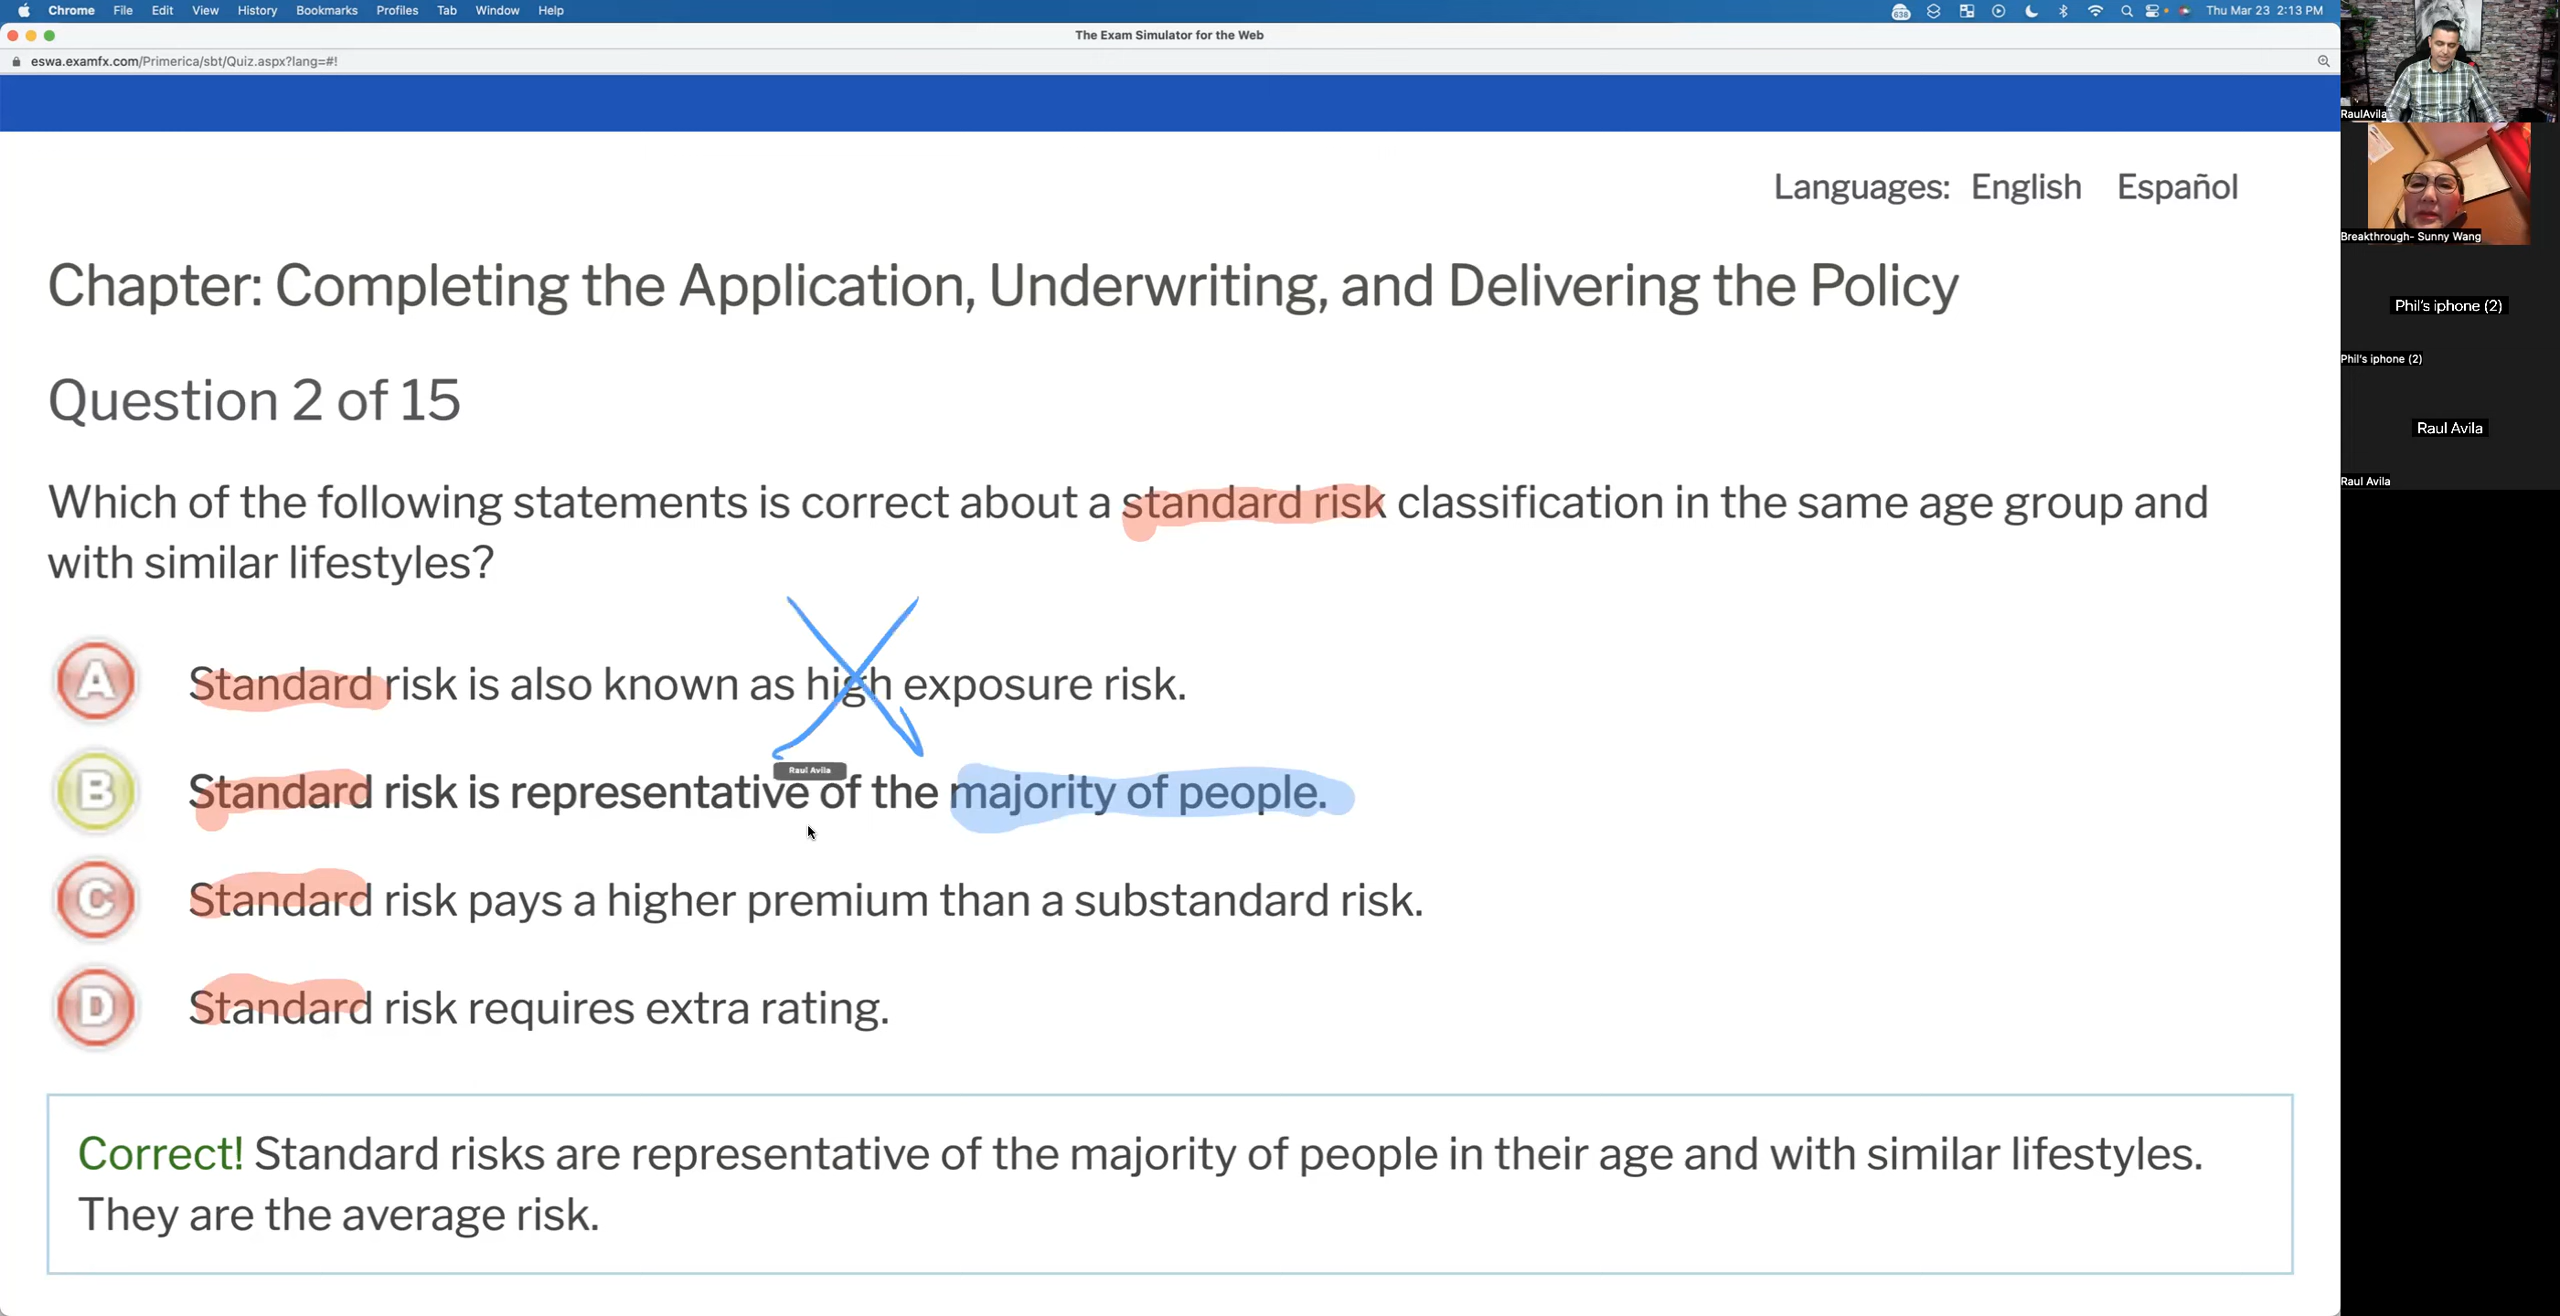 Chrome File Edit View History Bookmarks Profiles Tab Window Help
638
Thu Mar 23 2:13 PM
The Exam Simulator for the Web
eswa.examfx.com/Primerica/sbt/Quiz.aspx?lang=#!
Languages: English Español
Chapter: Completing the Application, Underwriting, and Delivering the Policy
Question 2 of 15
Which of the following statements is correct about a standard risk classification in the same age group and
with similar lifestyles?
A Standard risk is also known as high exposure risk.
Raul Avila
B Standard risk is representative of the majority of people.
C Standard risk pays a higher premium than a substandard risk.
D Standard risk requires extra rating.
Correct! Standard risks are representative of the majority of people in their age and with similar lifestyles.
They are the average risk.
RaulAvila
Breakthrough- Sunny Wang
Phil's iphone (2)
Phil's iphone (2)
Raul Avila
Raul Avila